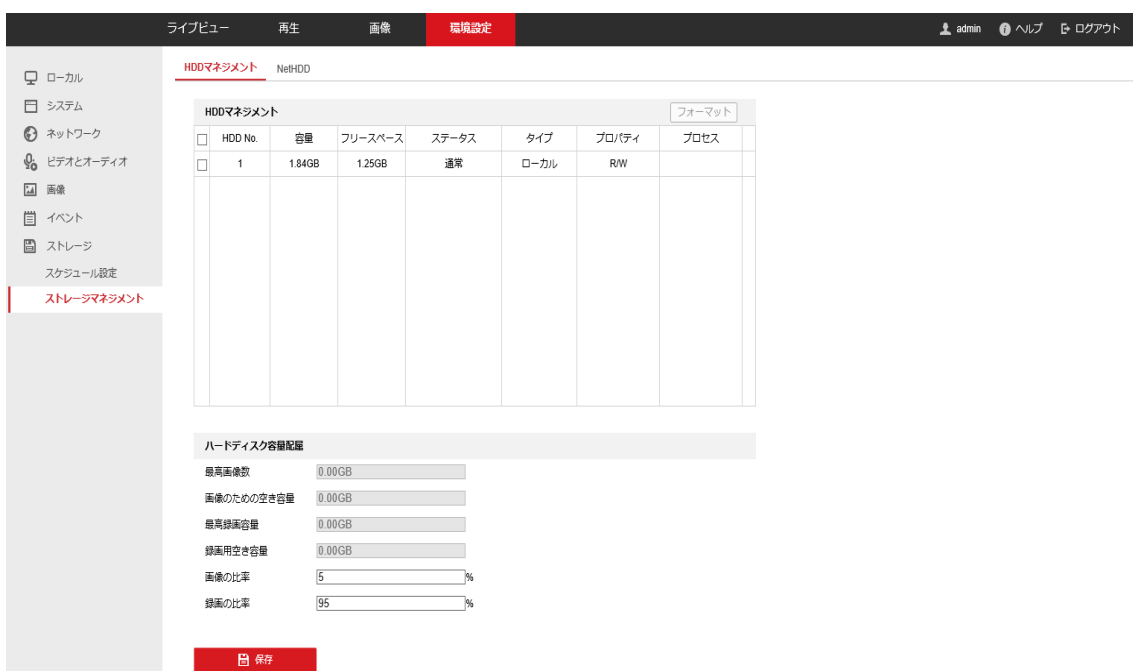 ライブビュー 再生 画像 環境設定 admin ヘルプ ログアウト
HDDマネジメント NetHDD
ローカル
システム
ネットワーク
ビデオとオーディオ
画像
イベント
ストレージ
スケジュール設定
ストレージマネジメント
HDDマネジメント フォーマット
HDD No. 容量 フリースペース ステータス タイプ プロパティ プロセス
1 1.84GB 1.25GB 通常 ローカル R/W
ハードディスク容量配属
最高画像数 0.00GB
画像のための空き容量 0.00GB
最高録画容量 0.00GB
録画用空き容量 0.00GB
画像の比率 5 %
録画の比率 95 %
保存